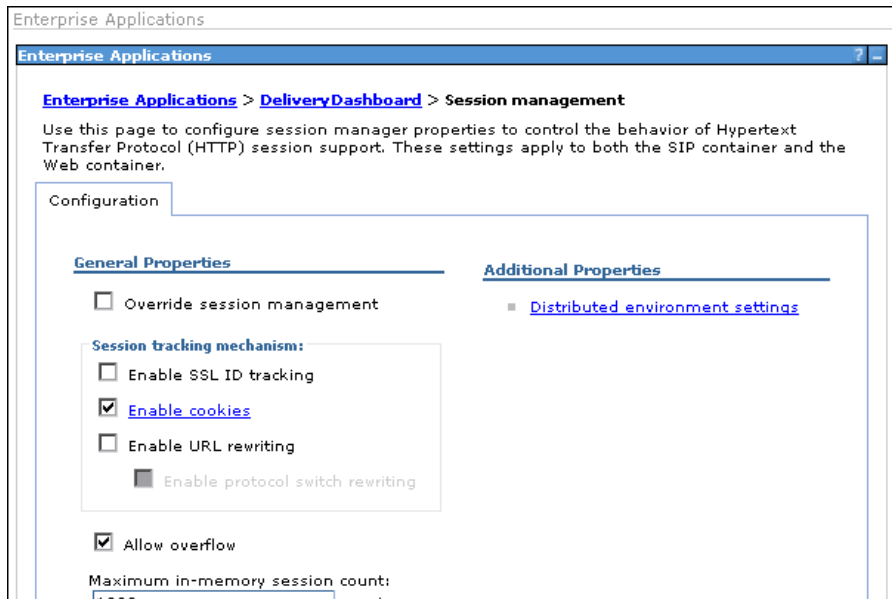 Enterprise Applications
Enterprise Applications ? _
Enterprise Applications > DeliveryDashboard > Session management
Use this page to configure session manager properties to control the behavior of Hypertext
Transfer Protocol (HTTP) session support. These settings apply to both the SIP container and the
Web container.
Configuration
General Properties
Override session management
Session tracking mechanism:
Enable SSL ID tracking
Enable cookies
Enable URL rewriting
Enable protocol switch rewriting
Allow overflow
Maximum in-memory session count:
Additional Properties
Distributed environment settings